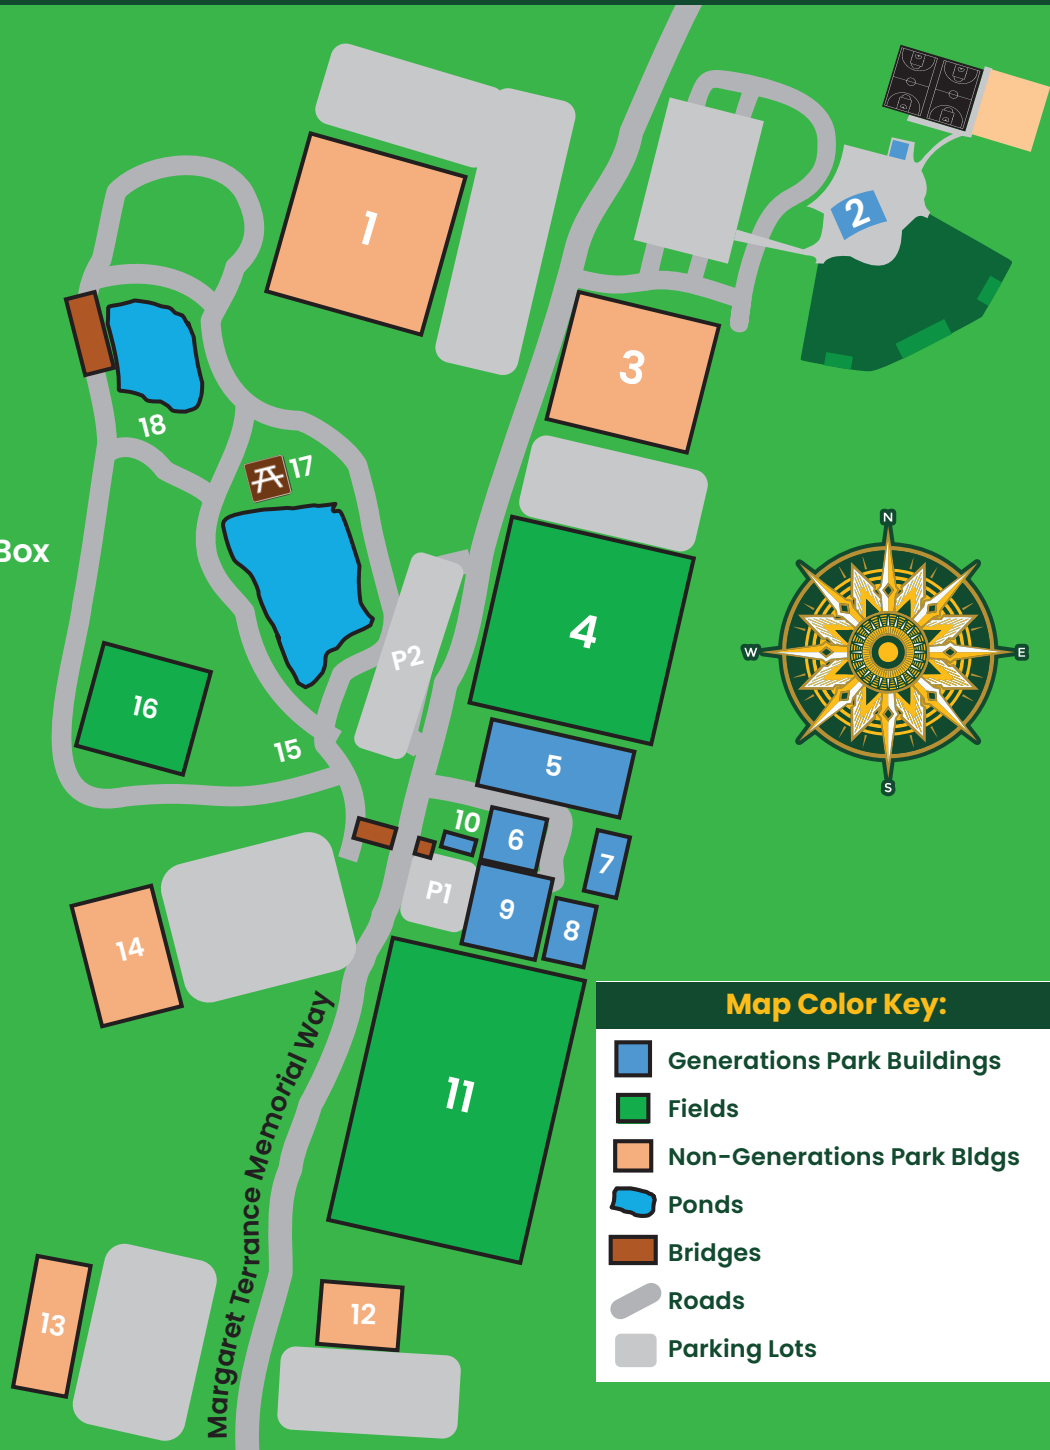 1
2
3
18
17
Box
N
W
E
S
4
P2
16
15
5
10
6
7
P1
9
8
14
11
Margaret Terrance Memorial Way
13
12
Map Color Key:
Generations Park Buildings
Fields
Non-Generations Park Bldgs
Ponds
Bridges
Roads
Parking Lots